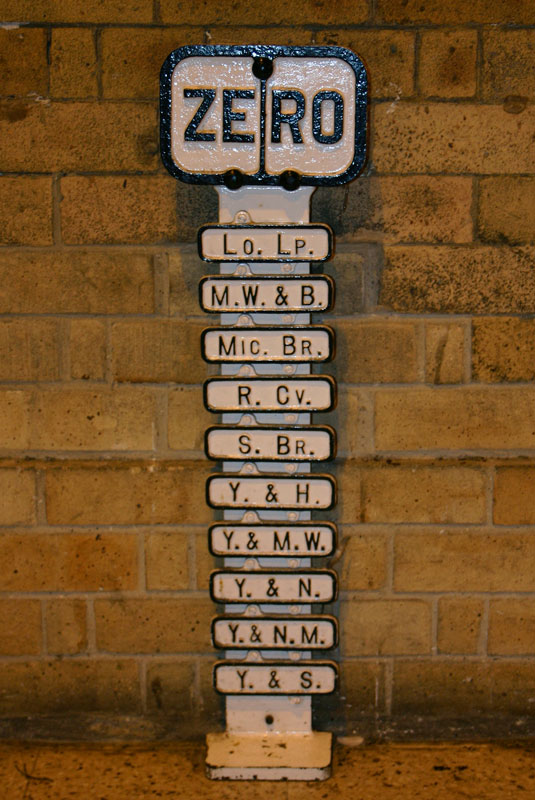 ZERO
Lo. Lp.
M.W. & B.
Mic. Br.
R. Cv.
S. Br.
Y. & H.
Y. & M.W.
Y. & N.
Y. & N.M.
Y. & S.